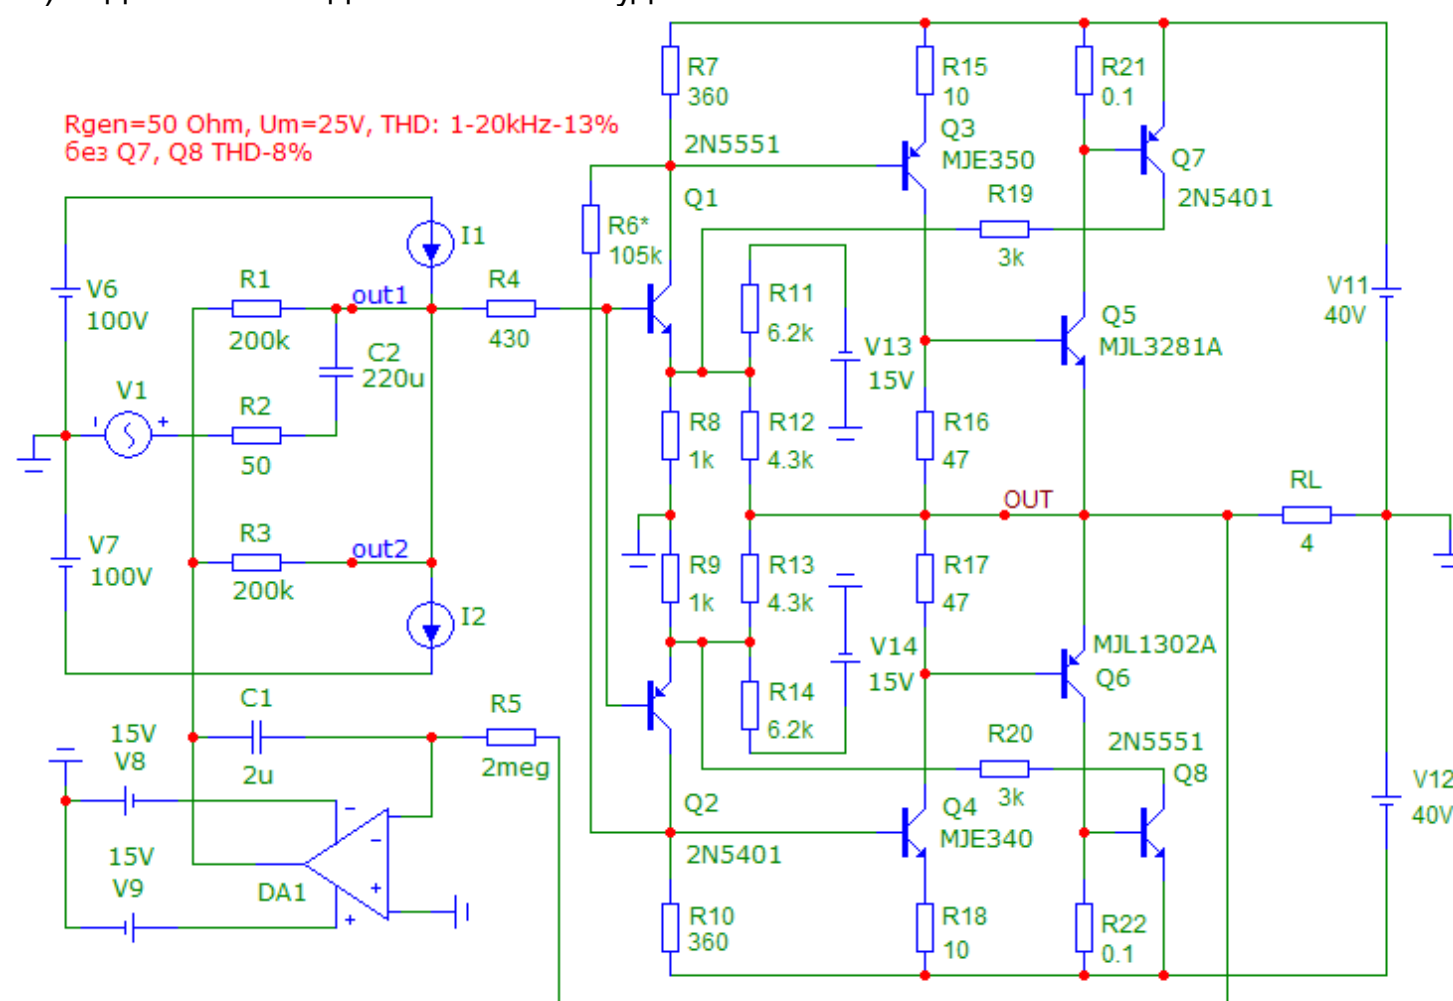 R7
360
R15
10
R21
0.1
Rgen=50 Ohm, Um=25V, THD: 1-20kHz-13%
без Q7, Q8 THD-8%
2N5551
Q3
MJE350
Q7
2N5401
Q1
R19
3k
I1
R6*
105k
V6
100V
R1
200k
out1
R4
430
R11
6.2k
V11
40V
C2
220u
V13
15V
Q5
MJL3281A
V1
R2
50
R8
1k
R12
4.3k
R16
47
RL
4
OUT
R3
200k
out2
V7
100V
R9
1k
R13
4.3k
R17
47
I2
V14
15V
MJL1302A
Q6
C1
2u
R5
2meg
R14
6.2k
R20
3k
2N5551
Q8
15V
V8
Q2
2N5401
Q4
MJE340
V12
40V
15V
V9
DA1
-
-
+
+
R10
360
R18
10
R22
0.1